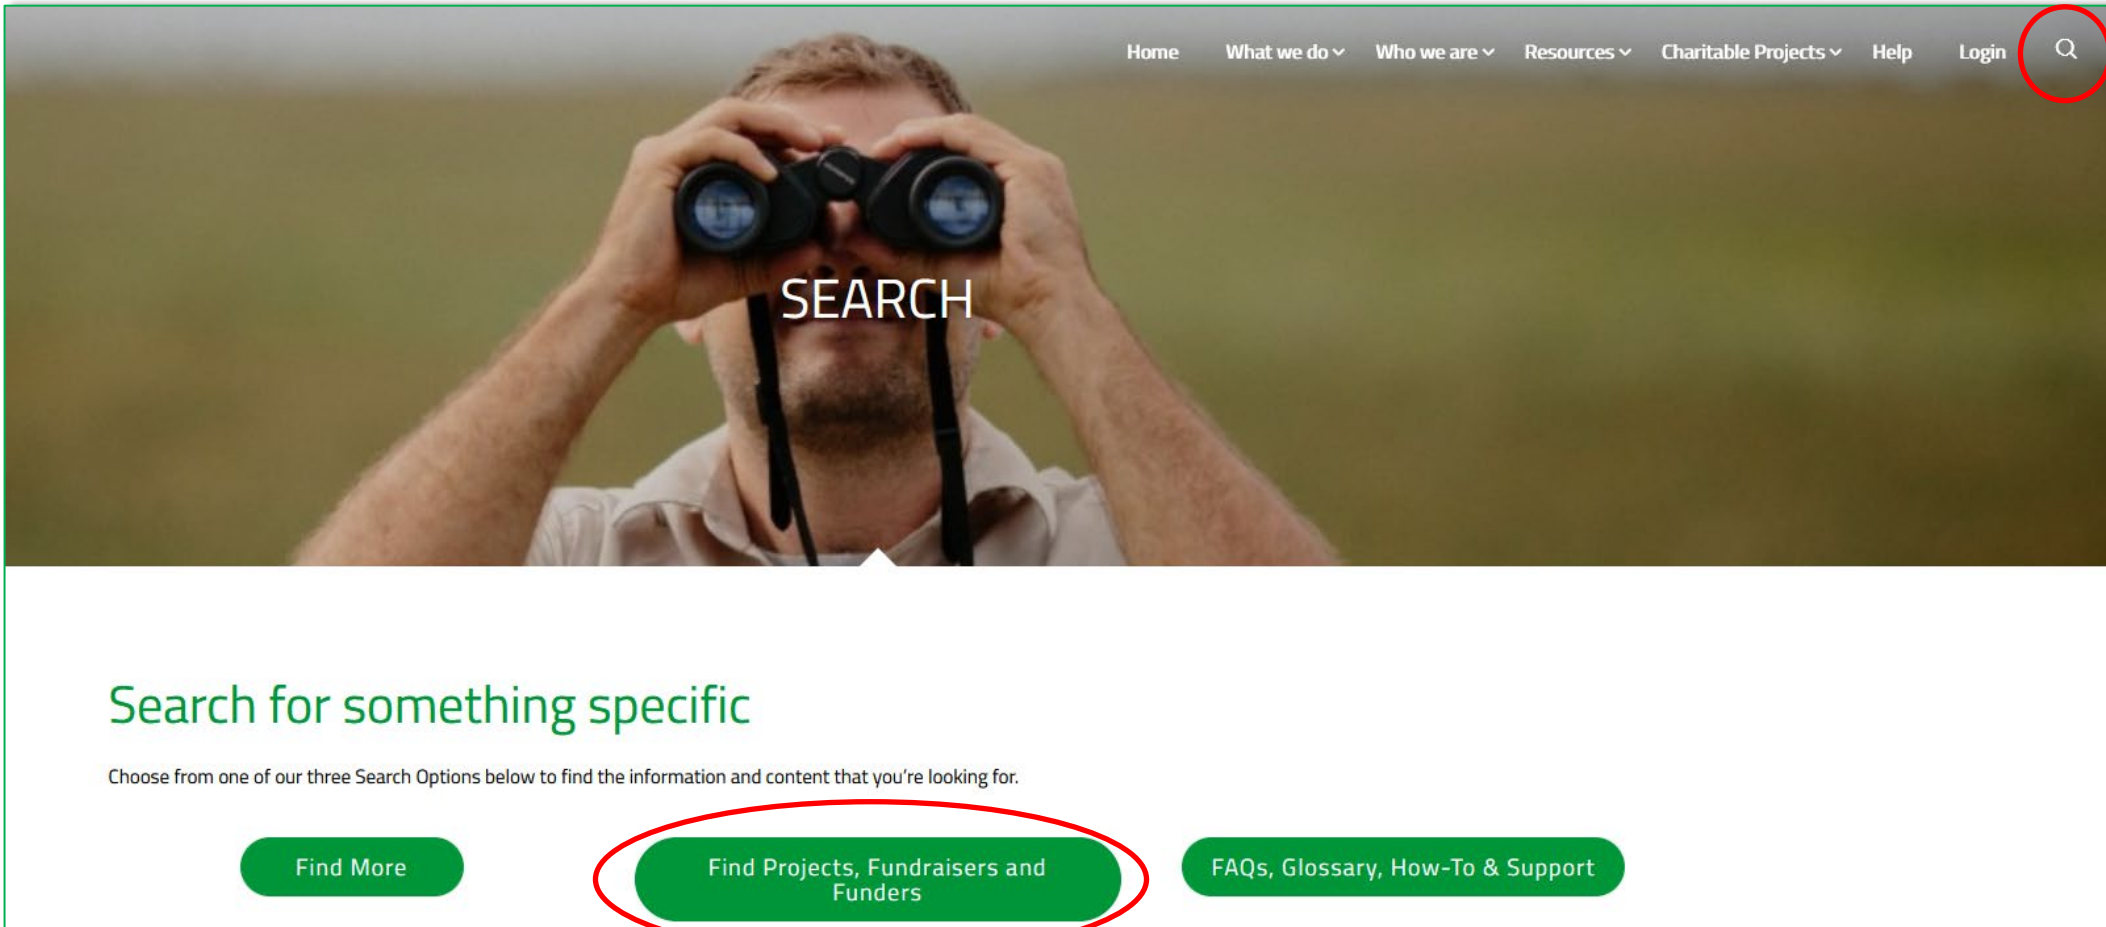 Home What we do Who we are Resources Charitable Projects Help Login
SEARCH
Search for something specific
Choose from one of our three Search Options below to find the information and content that you're looking for.
Find More
Find Projects, Fundraisers and
Funders
FAQs, Glossary, How-To & Support